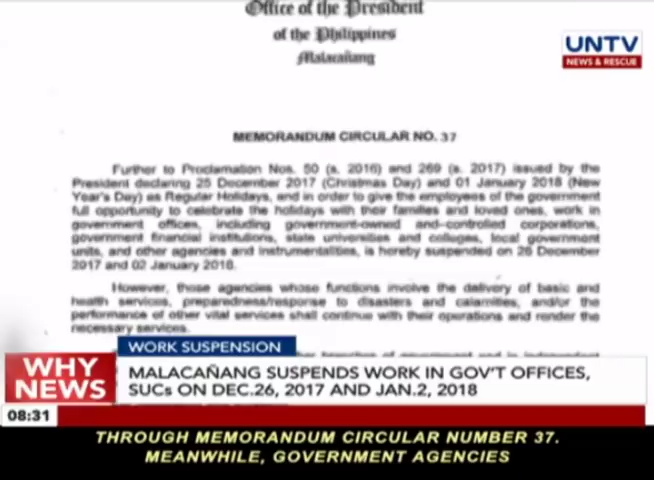 Office of the President
of the Philippines
Malacañang
UNTV
NEWS & RESCUE
MEMORANDUM CIRCULAR NO. 37
Further to Proclamation Nos. 50 (s. 2016) and 269 (s. 2017) issued by the
President declaring 25 December 2017 (Christmas Day) and 01 January 2018 (New
Year's Day) as Regular Holidays, and in order to give the employees of the government
full opportunity to celebrate the holidays with their families and loved ones, work in
government offices, including government-owned and-controlled corporations,
government financial institutions, state universities and colleges, local government
units, and other agencies and instrumentalities, is hereby suspended on 26 December
2017 and 02 January 2018.
However, those agencies whose functions involve the delivery of basic and
health services, preparedness/response to disasters and calamities, and/or the
performance of other vital services shall continue with their operations and render the
necessary services.
WORK SUSPENSION
WHY
NEWS
MALACAÑANG SUSPENDS WORK IN GOV'T OFFICES,
SUCs ON DEC.26, 2017 AND JAN.2, 2018
08:31
THROUGH MEMORANDUM CIRCULAR NUMBER 37.
MEANWHILE, GOVERNMENT AGENCIES